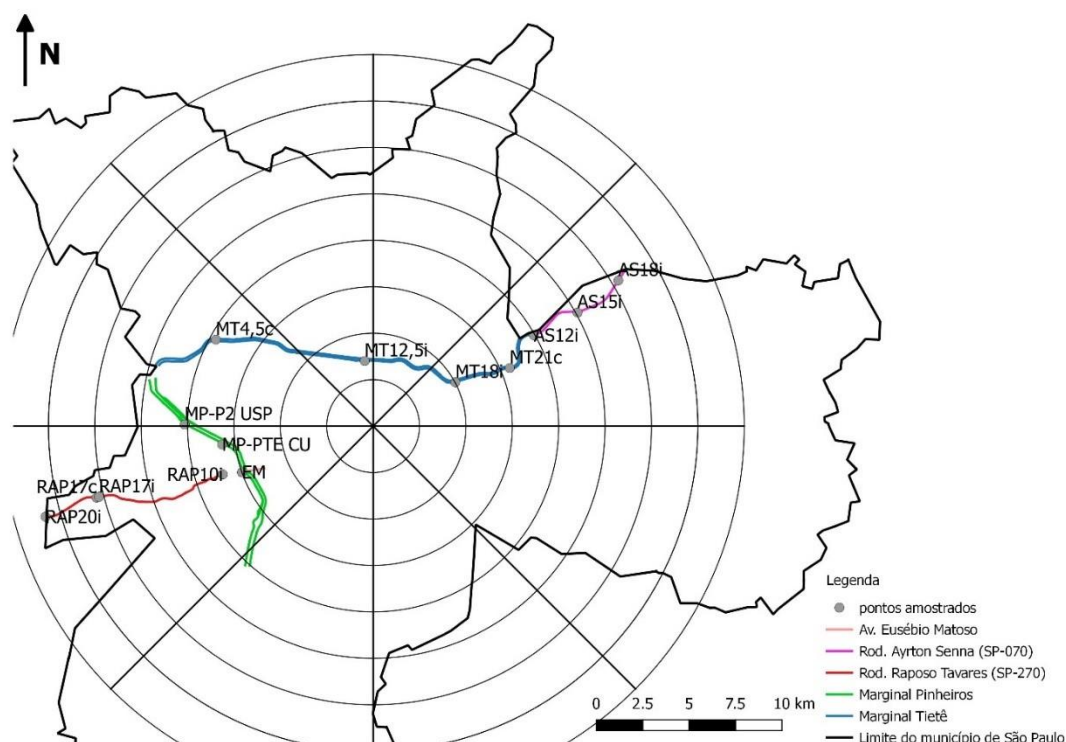 N
AS18i
AS15i
AS12i
MT4,5c
MT12,5i
MT21c
MT18i
MP-P2 USP
MP-PTE CU
RAP10i
EM
RAP17c
RAP17i
RAP20i
Legenda
pontos amostrados
Av. Eusébio Matoso
Rod. Ayrton Senna (SP-070)
Rod. Raposo Tavares (SP-270)
Marginal Pinheiros
Marginal Tietê
Limite do município de São Paulo
0 2.5 5 7.5 10 km